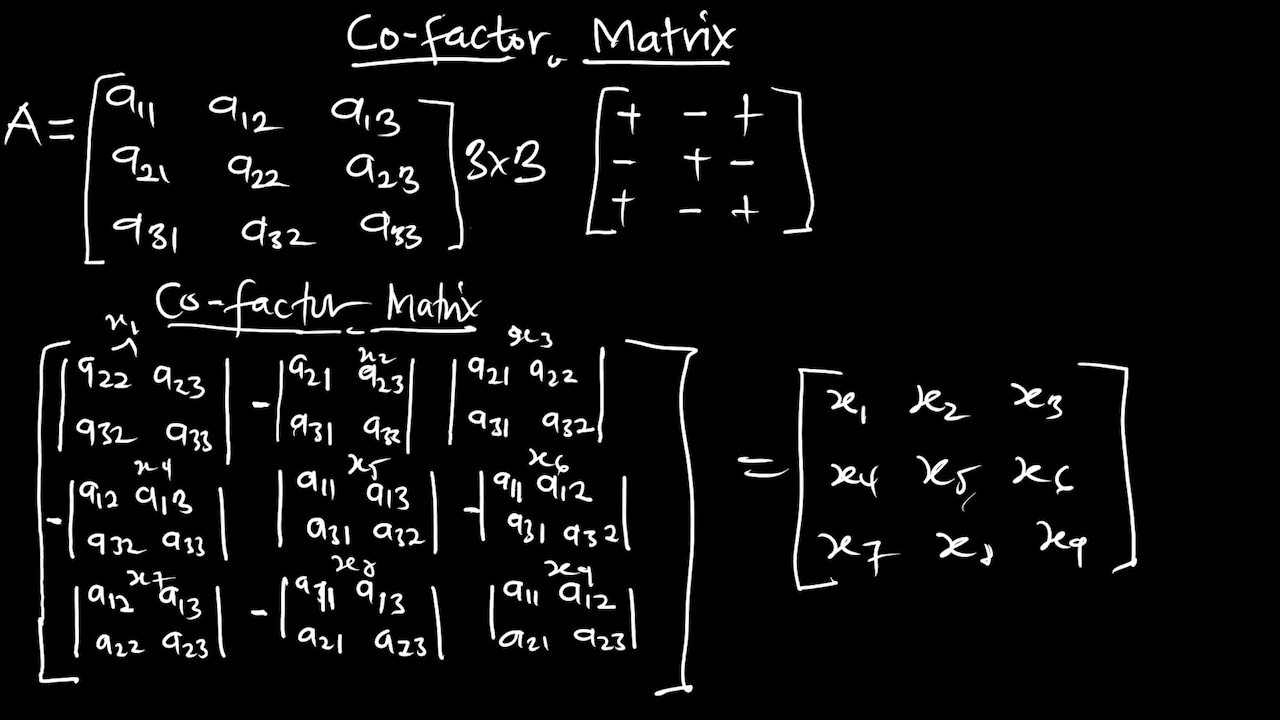 Co-factor Matrix
A = [ a11 a12 a13 ] 3x3 [ + - + ]
[ a21 a22 a23 ] [ - + - ]
[ a31 a32 a33 ] [ + - + ]
Co-factor Matrix
x1 x2 x3
| a22 a23 | - | a21 a23 | | a21 a22 |
| a32 a33 | | a31 a33 | | a31 a32 |
x4 x5 x6
- | a12 a13 | | a11 a13 | - | a11 a12 |
| a32 a33 | | a31 a32 | | a31 a32 |
x7 x8 x9
| a12 a13 | - | a11 a13 | | a11 a12 |
| a22 a23 | | a21 a23 | | a21 a23 |
= [ x1 x2 x3 ]
[ x4 x5 x6 ]
[ x7 x8 x9 ]